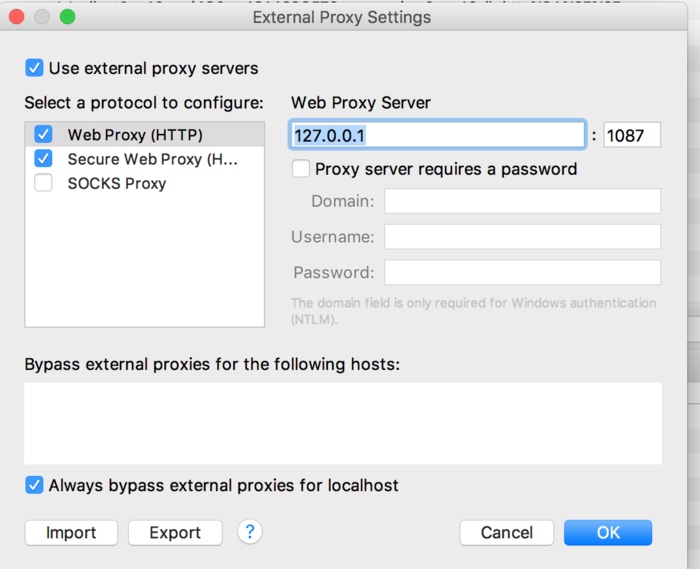 External Proxy Settings
Use external proxy servers
Select a protocol to configure:
Web Proxy Server
Web Proxy (HTTP)
127.0.0.1 : 1087
Secure Web Proxy (H...
Proxy server requires a password
SOCKS Proxy
Domain:
Username:
Password:
The domain field is only required for Windows authentication
(NTLM).
Bypass external proxies for the following hosts:
Always bypass external proxies for localhost
Import
Export
?
Cancel
OK